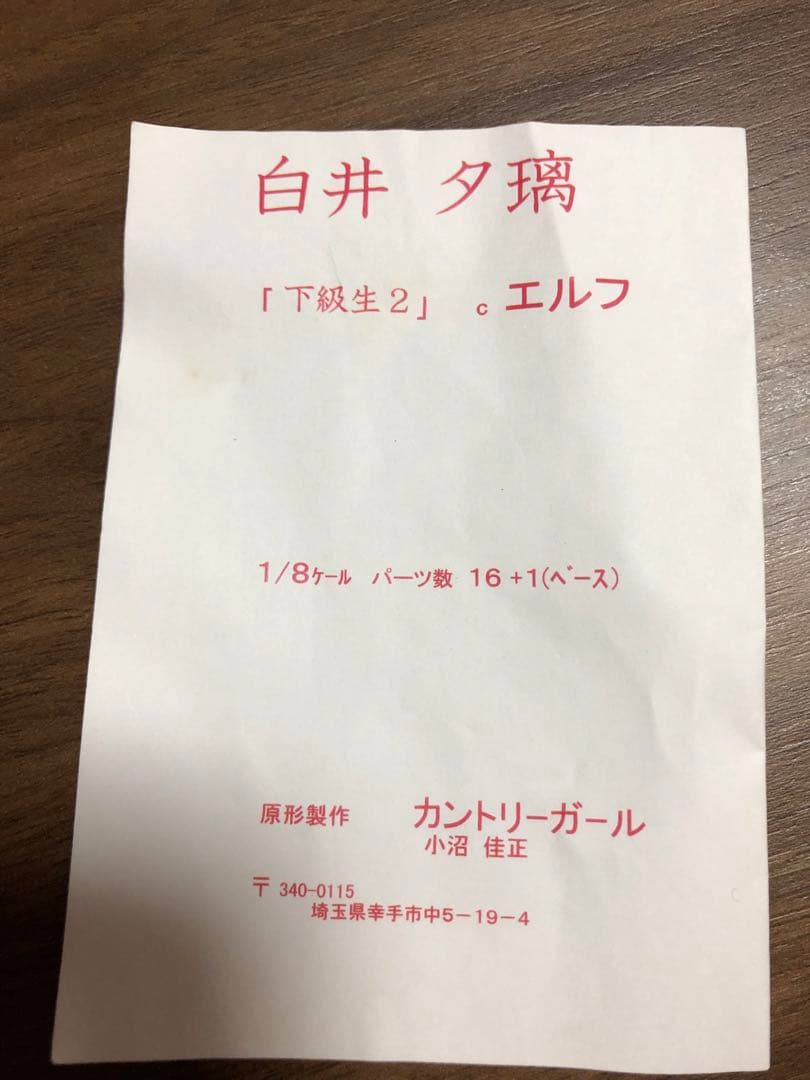 白井 夕璃
「下級生２」 c エルフ
1/8ｹｰﾙ パーツ数 16 +1(ﾍﾞース)
原形製作 カントリーガール
小沼 佳正
〒 340-0115
埼玉県幸手市中5－19－4